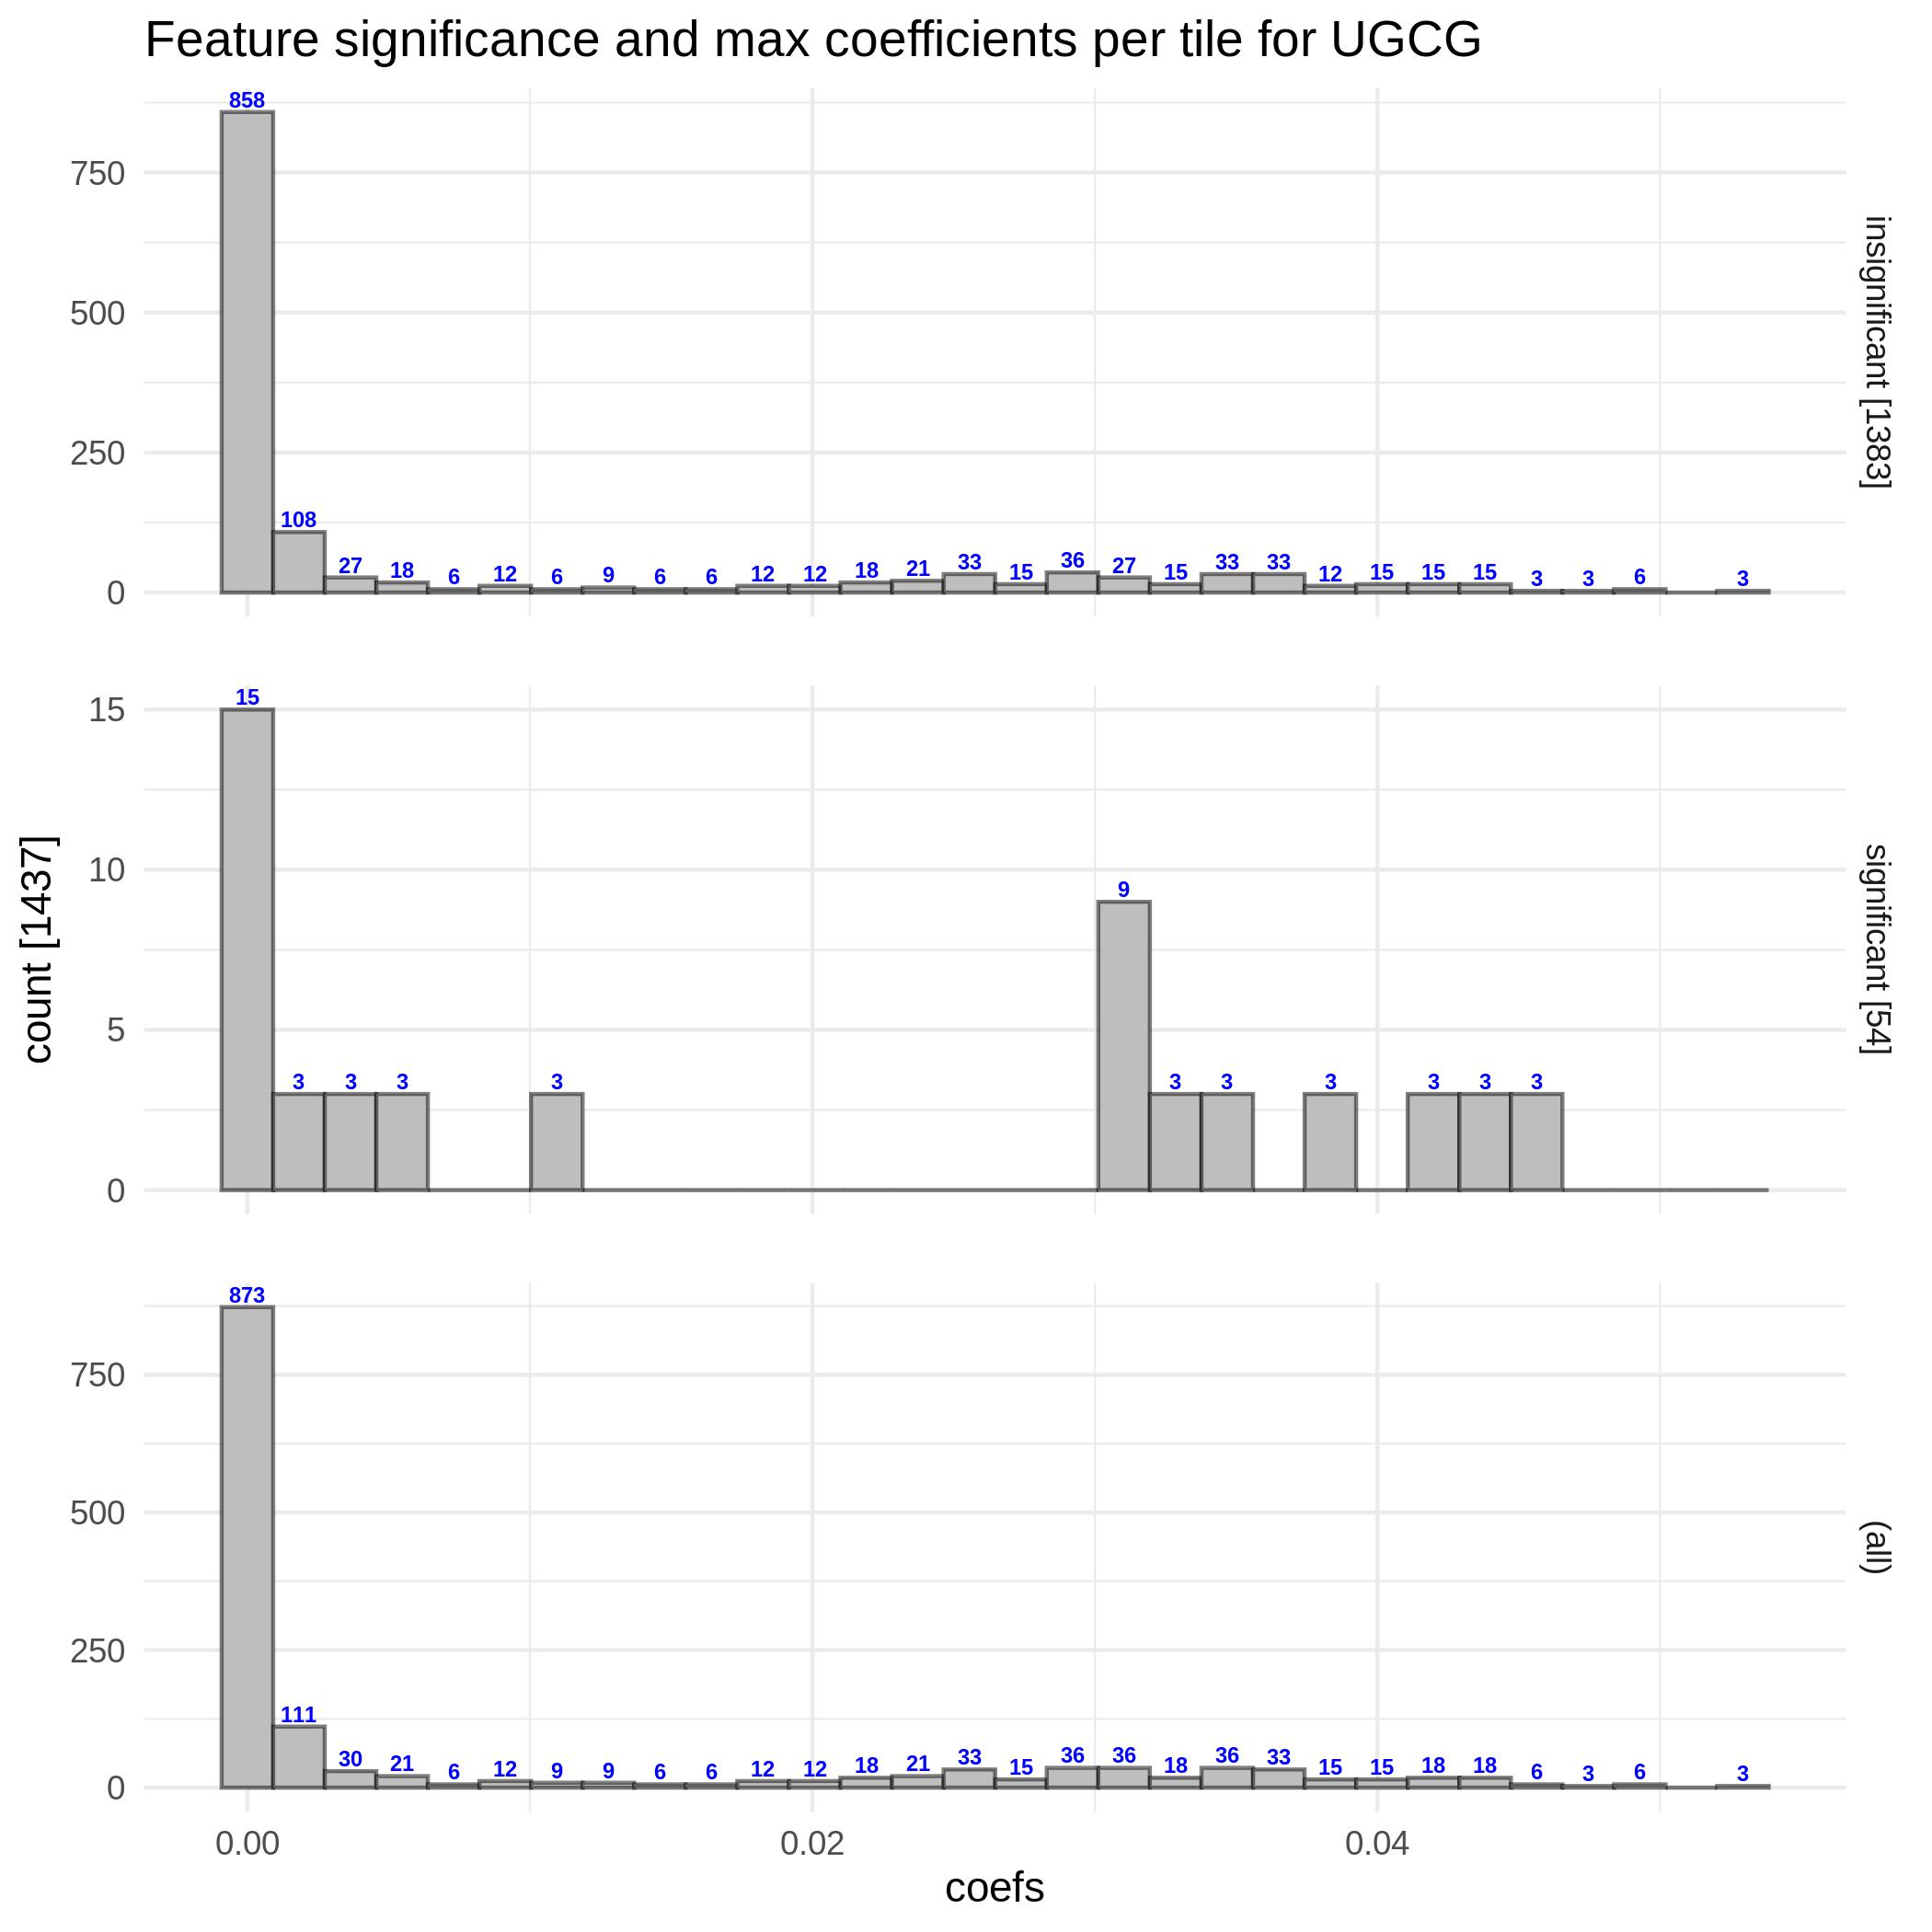 Feature significance and max coefficients per tile for UGCG
858
108
27 18 6 12 6 9 6 6 12 12 18 21 33 15 36 27 15 33 33 12 15 15 15 3 3 6 3
750
500
250
0
insignificant [1383]
15
3 3 3 3 9 3 3 3 3 3 3
15
10
5
0
significant [54]
count [1437]
873
111
30 21 6 12 9 9 6 6 12 12 18 21 33 15 36 36 18 36 33 15 15 18 18 6 3 6 3
750
500
250
0
(all)
0.00 0.02 0.04
coefs